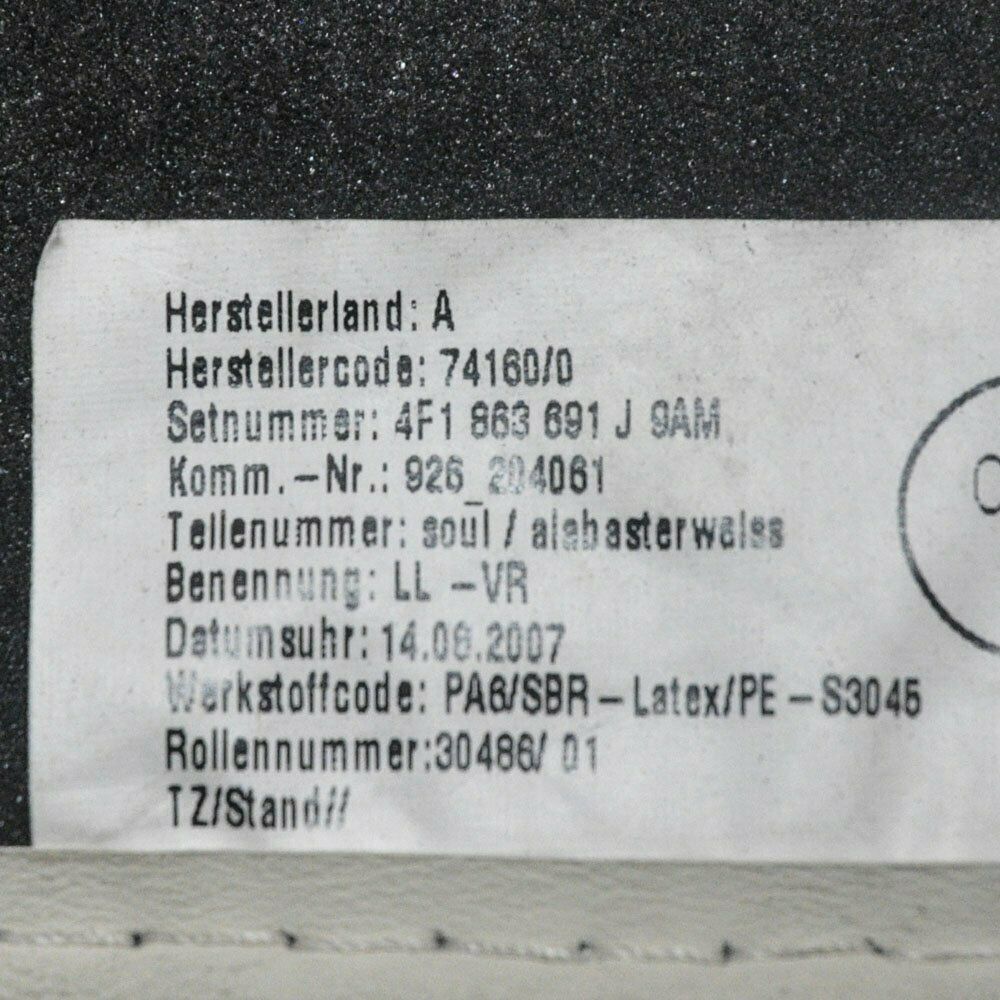 Herstellerland: A
Herstellercode: 74160/0
Setnummer: 4F1 863 691 J 9AM
Komm.-Nr.: 926_204061
Teilenummer: soul / alabasterweiss
Benennung: LL -VR
Datumsuhr: 14.06.2007
Werkstoffcode: PA6/SBR-Latex/PE-S3045
Rollennummer:30486/ 01
TZ/Stand//